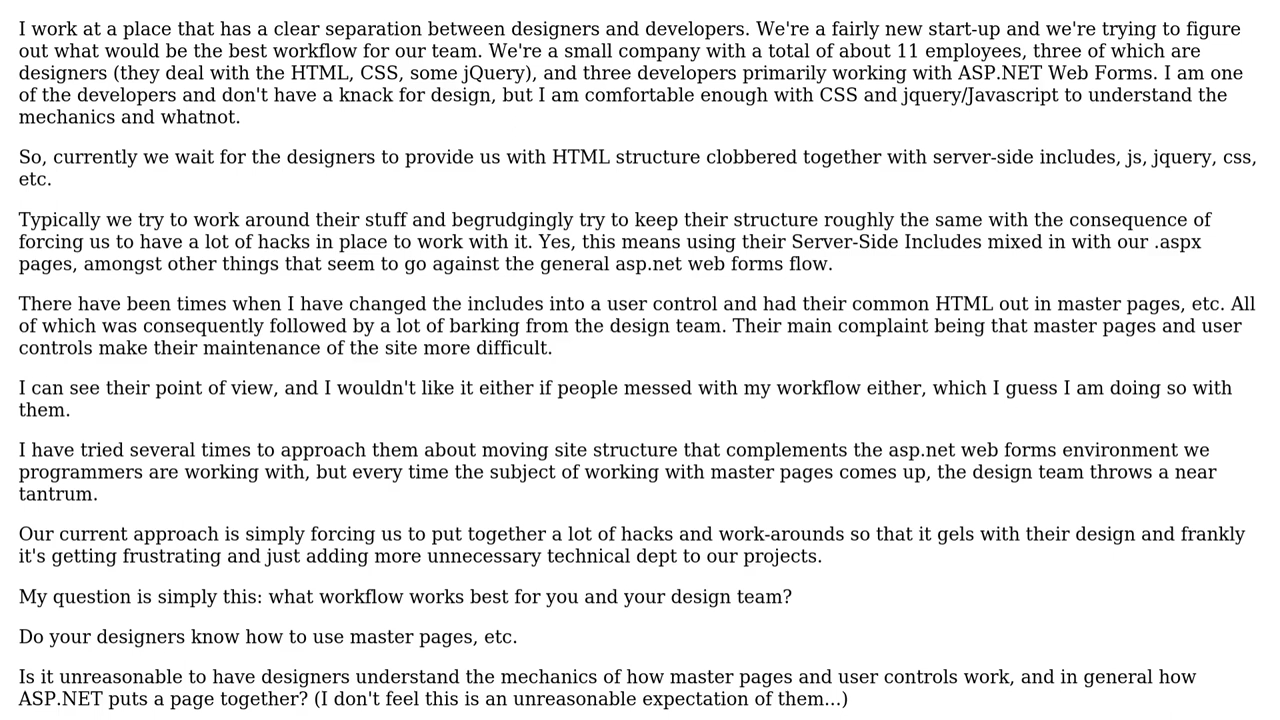 I work at a place that has a clear separation between designers and developers. We're a fairly new start-up and we're trying to figure
out what would be the best workflow for our team. We're a small company with a total of about 11 employees, three of which are
designers (they deal with the HTML, CSS, some jQuery), and three developers primarily working with ASP.NET Web Forms. I am one
of the developers and don't have a knack for design, but I am comfortable enough with CSS and jquery/Javascript to understand the
mechanics and whatnot.
So, currently we wait for the designers to provide us with HTML structure clobbered together with server-side includes, js, jquery, css,
etc.
Typically we try to work around their stuff and begrudgingly try to keep their structure roughly the same with the consequence of
forcing us to have a lot of hacks in place to work with it. Yes, this means using their Server-Side Includes mixed in with our .aspx
pages, amongst other things that seem to go against the general asp.net web forms flow.
There have been times when I have changed the includes into a user control and had their common HTML out in master pages, etc. All
of which was consequently followed by a lot of barking from the design team. Their main complaint being that master pages and user
controls make their maintenance of the site more difficult.
I can see their point of view, and I wouldn't like it either if people messed with my workflow either, which I guess I am doing so with
them.
I have tried several times to approach them about moving site structure that complements the asp.net web forms environment we
programmers are working with, but every time the subject of working with master pages comes up, the design team throws a near
tantrum.
Our current approach is simply forcing us to put together a lot of hacks and work-arounds so that it gels with their design and frankly
it's getting frustrating and just adding more unnecessary technical dept to our projects.
My question is simply this: what workflow works best for you and your design team?
Do your designers know how to use master pages, etc.
Is it unreasonable to have designers understand the mechanics of how master pages and user controls work, and in general how
ASP.NET puts a page together? (I don't feel this is an unreasonable expectation of them...)